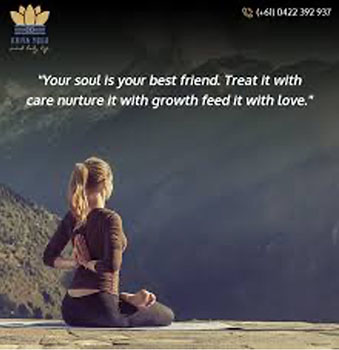 (+61) 0422 392 937
YOGA
"Your soul is your best friend. Treat it with
care nurture it with growth feed it with love."